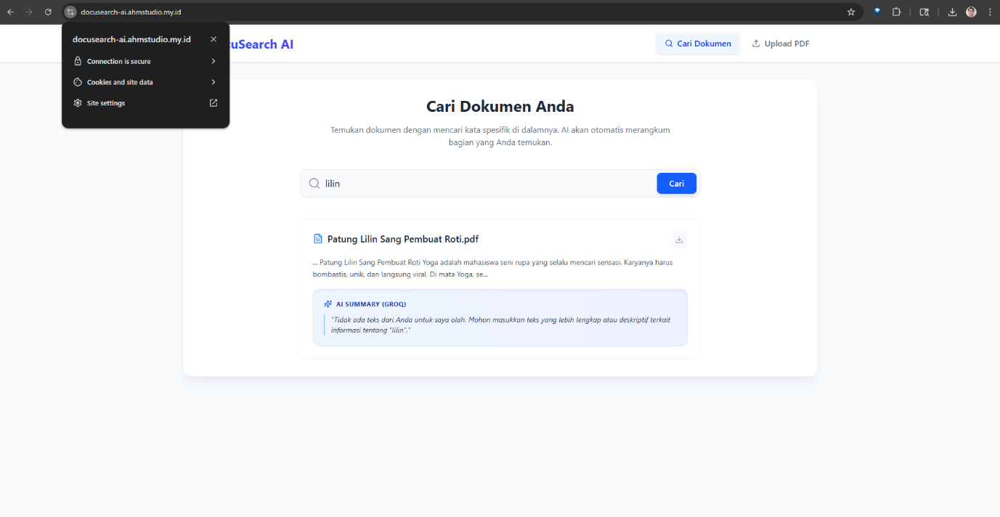 docusearch-ai.ahmstudio.my.id
docusearch-ai.ahmstudio.my.id
Connection is secure
Cookies and site data
Site settings
cuSearch AI
Cari Dokumen
Upload PDF
Cari Dokumen Anda
Temukan dokumen dengan mencari kata spesifik di dalamnya. AI akan otomatis merangkum
bagian yang Anda temukan.
lilin
Cari
Patung Lilin Sang Pembuat Roti.pdf
... Patung Lilin Sang Pembuat Roti Yoga adalah mahasiswa seni rupa yang selalu mencari sensasi. Karyanya harus
bombastis, unik, dan langsung viral. Di mata Yoga, se...
AI SUMMARY (GROQ)
"Tidak ada teks dari Anda untuk saya olah. Mohon masukkan teks yang lebih lengkap atau deskriptif terkait
informasi tentang "lilin"."